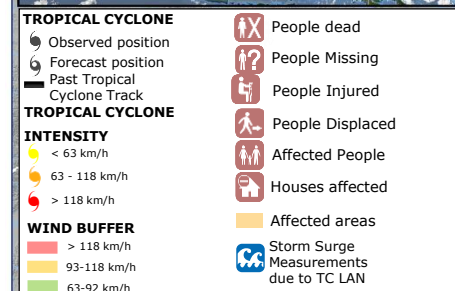 TROPICAL CYCLONE
Observed position
Forecast position
Past Tropical
Cyclone Track
TROPICAL CYCLONE
INTENSITY
< 63 km/h
63 - 118 km/h
> 118 km/h
WIND BUFFER
> 118 km/h
93-118 km/h
63-92 km/h
People dead
People Missing
People Injured
People Displaced
Affected People
Houses affected
Affected areas
Storm Surge
Measurements
due to TC LAN